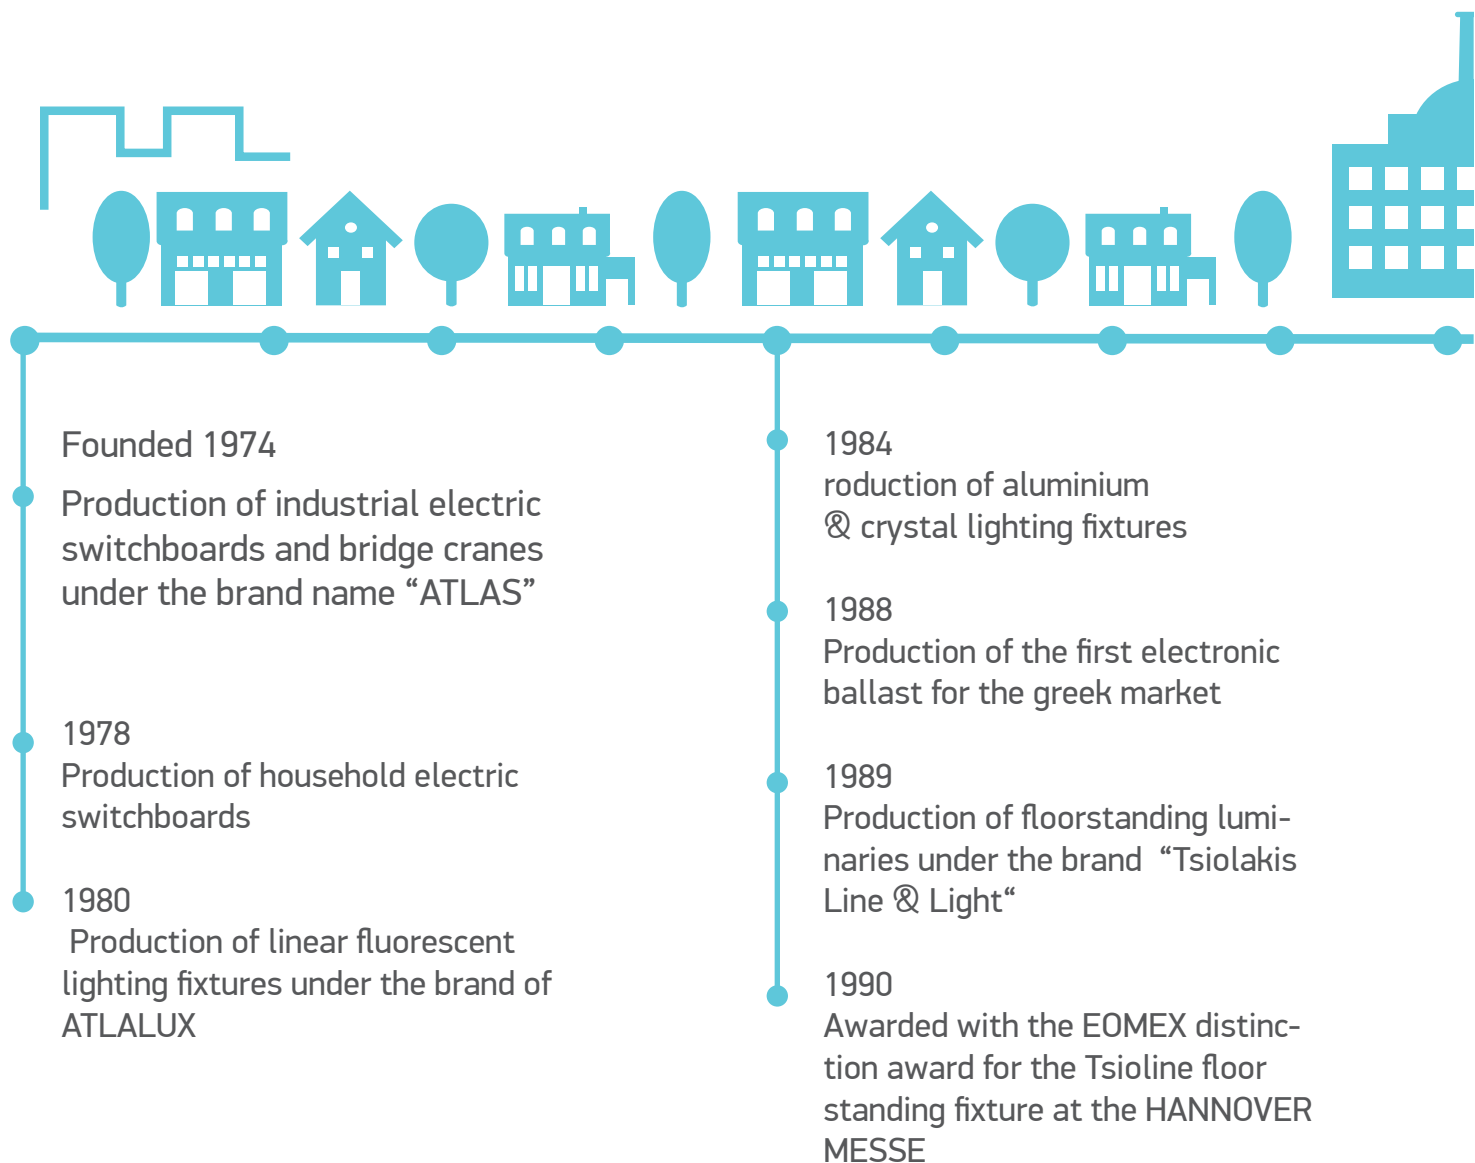 Founded 1974
Production of industrial electric
switchboards and bridge cranes
under the brand name “ATLAS”
1978
Production of household electric
switchboards
1980
Production of linear fluorescent
lighting fixtures under the brand of
ATLALUX
1984
roduction of aluminium
& crystal lighting fixtures
1988
Production of the first electronic
ballast for the greek market
1989
Production of floorstanding lumi-
naries under the brand “Tsiolakis
Line & Light“
1990
Awarded with the EOMEX distinc-
tion award for the Tsioline floor
standing fixture at the HANNOVER
MESSE